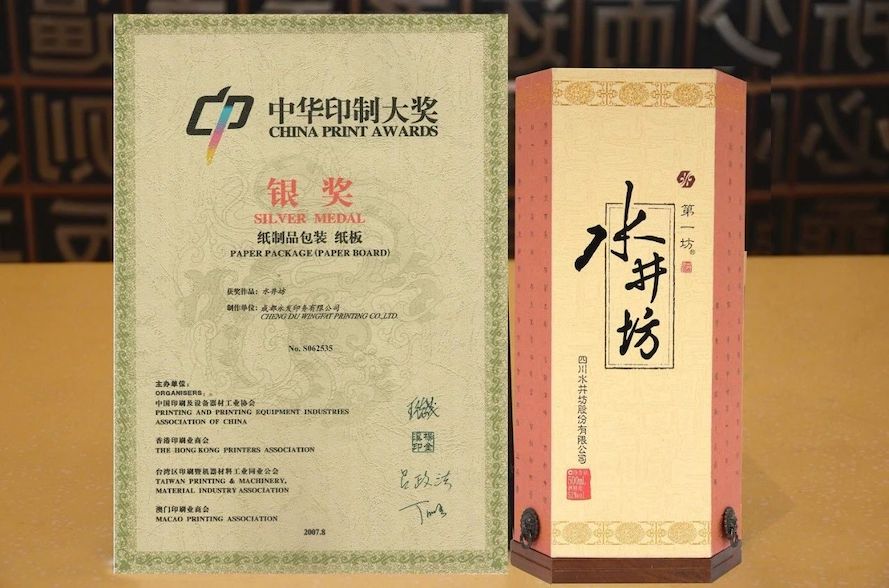 中华印制大奖
CHINA PRINT AWARDS
银 奖
SILVER MEDAL
纸制品包装 纸板
PAPER PACKAGE (PAPER BOARD)
获奖作品：水井坊
制作单位：成都永发印务有限公司
CHENG DU WINGFAT PRINTING CO.,LTD.
No. S062535
主办单位：
ORGANISERS：
中国印刷及设备器材工业协会
PRINTING AND PRINTING EQUIPMENT INDUSTRIES
ASSOCIATION OF CHINA
香港印刷业商会
THE HONG KONG PRINTERS ASSOCIATION
台湾区印刷暨机器材料工业同业公会
TAIWAN PRINTING & MACHINERY,
MATERIAL INDUSTRY ASSOCIATION
澳门印刷业商会
MACAO PRINTING ASSOCIATION
2007.8
第一坊
水井坊
四川水井坊股份有限公司
500mL
52%vol